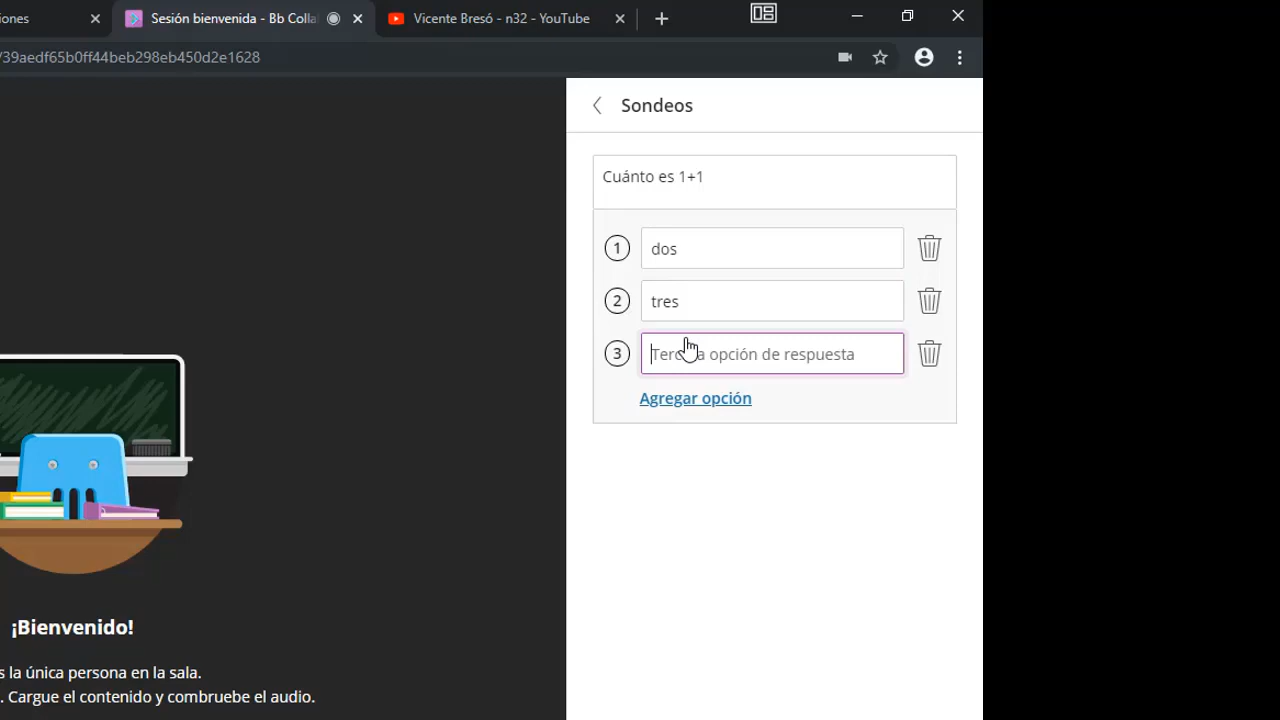 iones
Sesión bienvenida - Bb Colla
Vicente Bresó - n32 - YouTube
/39aedf65b0ff44beb298eb450d2e1628
Sondeos
Cuánto es 1+1
1 dos
2 tres
3 opción de respuesta
Agregar opción
¡Bienvenido!
s la única persona en la sala.
. Cargue el contenido y combruebe el audio.